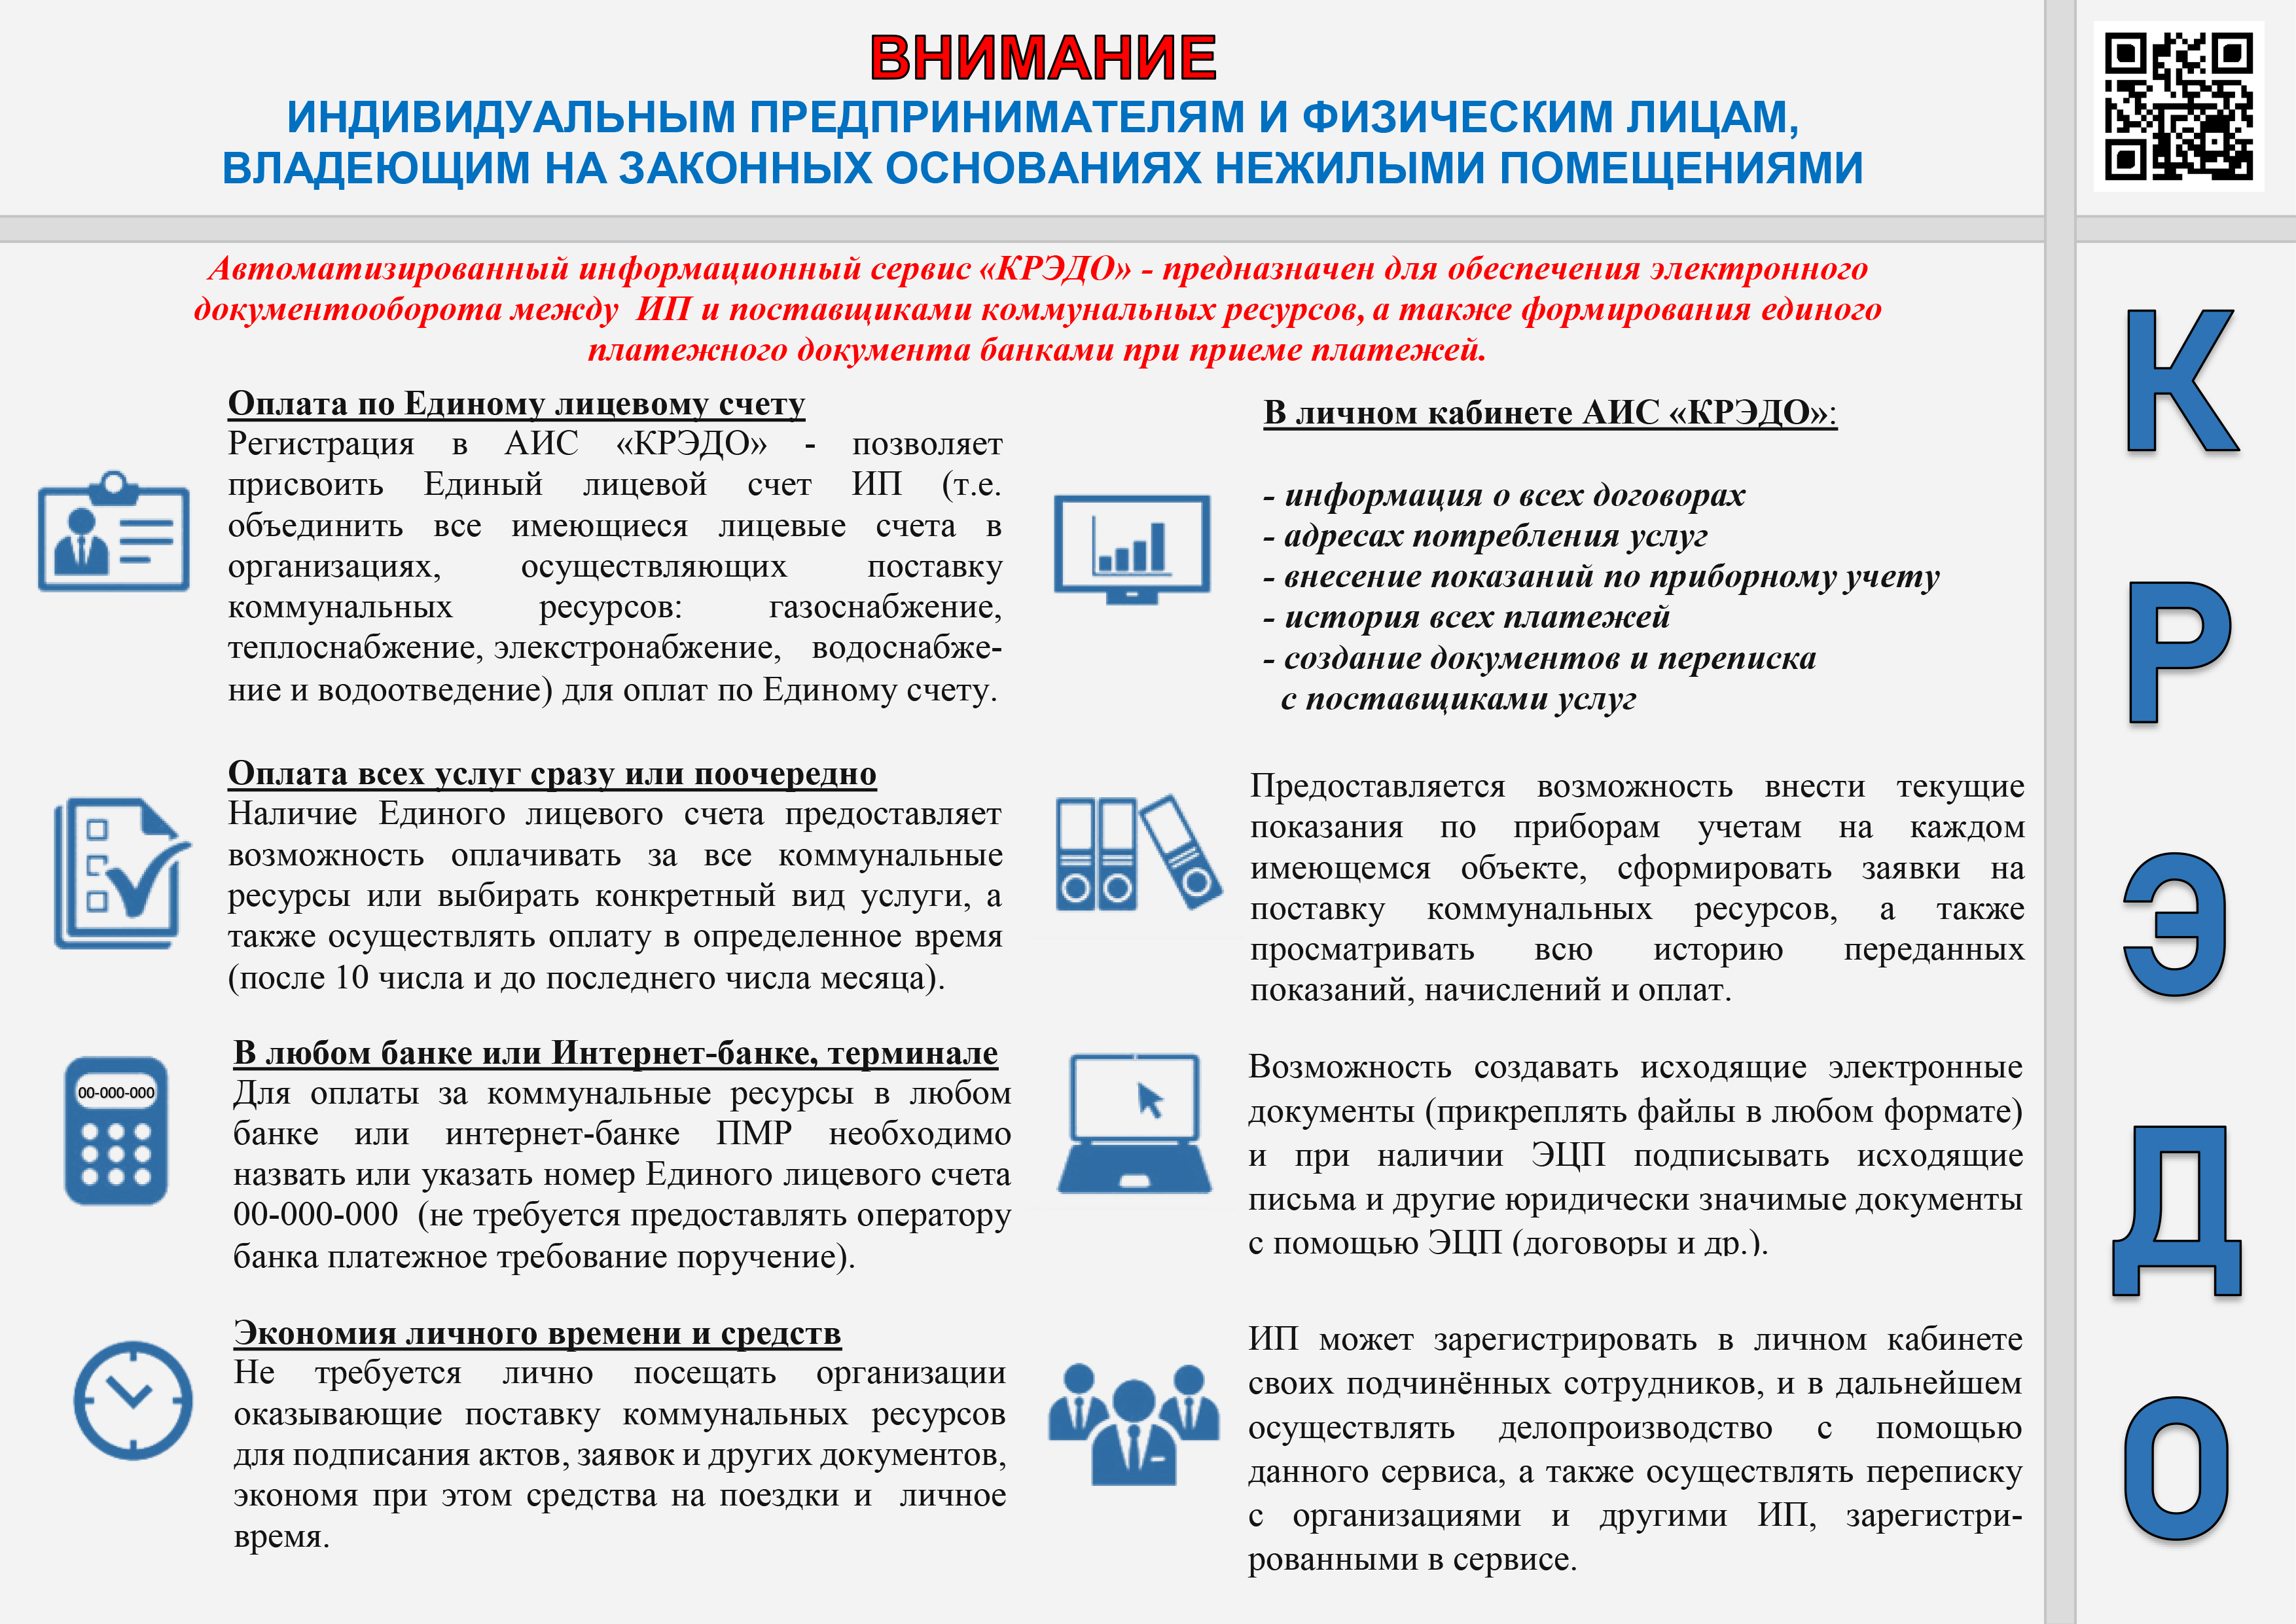 ВНИМАНИЕ
ИНДИВИДУАЛЬНЫМ ПРЕДПРИНИМАТЕЛЯМ И ФИЗИЧЕСКИМ ЛИЦАМ,
ВЛАДЕЮЩИМ НА ЗАКОННЫХ ОСНОВАНИЯХ НЕЖИЛЫМИ ПОМЕЩЕНИЯМИ
Автоматизированный информационный сервис «КРЭДО» - предназначен для обеспечения электронного
документооборота между ИП и поставщиками коммунальных ресурсов, а также формирования единого
платежного документа банками при приеме платежей.
Оплата по Единому лицевому счету
Регистрация в АИС «КРЭДО» - позволяет
присвоить Единый лицевой счет ИП (т.е.
объединить все имеющиеся лицевые счета в
организациях, осуществляющих поставку
коммунальных ресурсов: газоснабжение,
теплоснабжение, элекстронабжение, водоснабже-
ние и водоотведение) для оплат по Единому счету.
Оплата всех услуг сразу или поочередно
Наличие Единого лицевого счета предоставляет
возможность оплачивать за все коммунальные
ресурсы или выбирать конкретный вид услуги, а
также осуществлять оплату в определенное время
(после 10 числа и до последнего числа месяца).
00-000-000
В любом банке или Интернет-банке, терминале
Для оплаты за коммунальные ресурсы в любом
банке или интернет-банке ПМР необходимо
назвать или указать номер Единого лицевого счета
00-000-000 (не требуется предоставлять оператору
банка платежное требование поручение).
Экономия личного времени и средств
Не требуется лично посещать организации
оказывающие поставку коммунальных ресурсов
для подписания актов, заявок и других документов,
экономя при этом средства на поездки и личное
время.
В личном кабинете АИС «КРЭДО»:
- информация о всех договорах
- адресах потребления услуг
- внесение показаний по приборному учету
- история всех платежей
- создание документов и переписка
с поставщиками услуг
Предоставляется возможность внести текущие
показания по приборам учетам на каждом
имеющемся объекте, сформировать заявки на
поставку коммунальных ресурсов, а также
просматривать всю историю переданных
показаний, начислений и оплат.
Возможность создавать исходящие электронные
документы (прикреплять файлы в любом формате)
и при наличии ЭЦП подписывать исходящие
письма и другие юридически значимые документы
с помощью ЭЦП (договоры и др.).
ИП может зарегистрировать в личном кабинете
своих подчинённых сотрудников, и в дальнейшем
осуществлять делопроизводство с помощью
данного сервиса, а также осуществлять переписку
с организациями и другими ИП, зарегистри-
рованными в сервисе.
К
Р
Э
Д
О